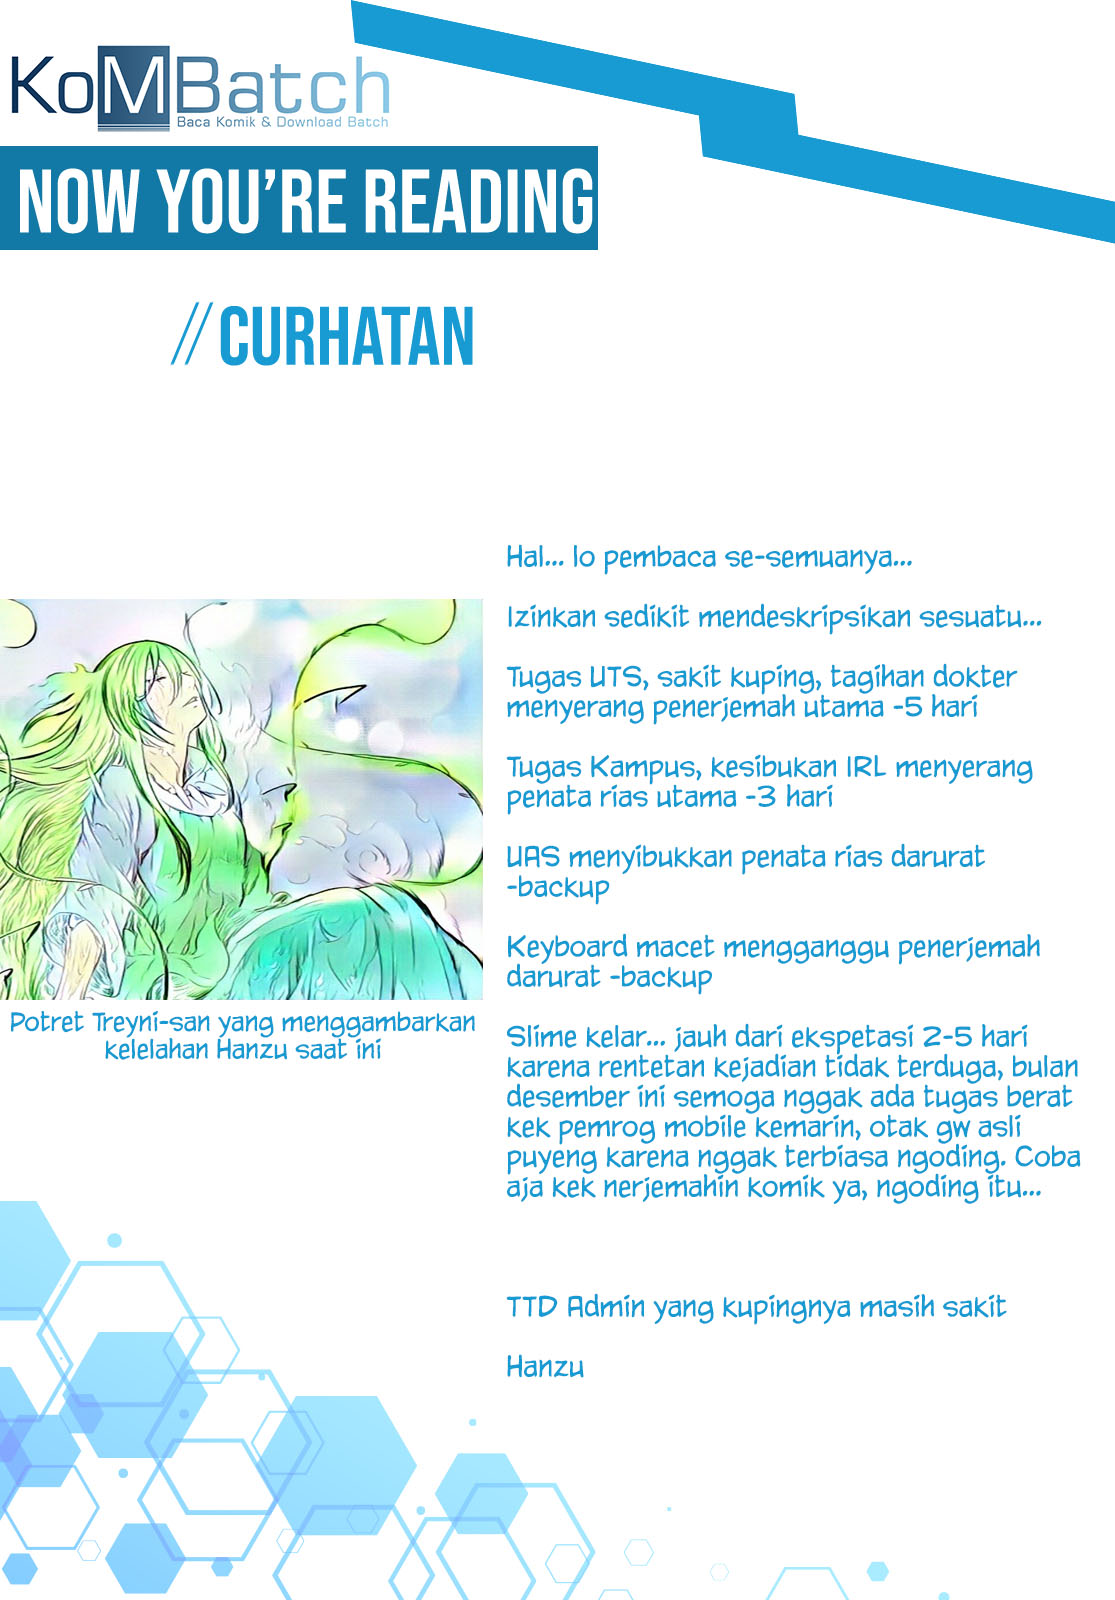 KoMBatch
Baca Komik & Download Batch
NOW YOU'RE READING
// CURHATAN
Hal... lo pembaca se-semuanya...
Izinkan sedikit mendeskripsikan sesuatu...
Tugas UTS, sakit kuping, tagihan dokter
menyerang penerjemah utama -5 hari
Tugas Kampus, kesibukan IRL menyerang
penata rias utama -3 hari
UAS menyibukkan penata rias darurat
-backup
Keyboard macet mengganggu penerjemah
darurat -backup
Slime kelar... jauh dari ekspetasi 2-5 hari
karena rentetan kejadian tidak terduga, bulan
desember ini semoga nggak ada tugas berat
kek pemrog mobile kemarin, otak gw asli
puyeng karena nggak terbiasa ngoding. Coba
aja kek nerjemahin komik ya, ngoding itu...
TTD Admin yang kupingnya masih sakit
Hanzu
Potret Treyni-san yang menggambarkan
kelelahan Hanzu saat ini